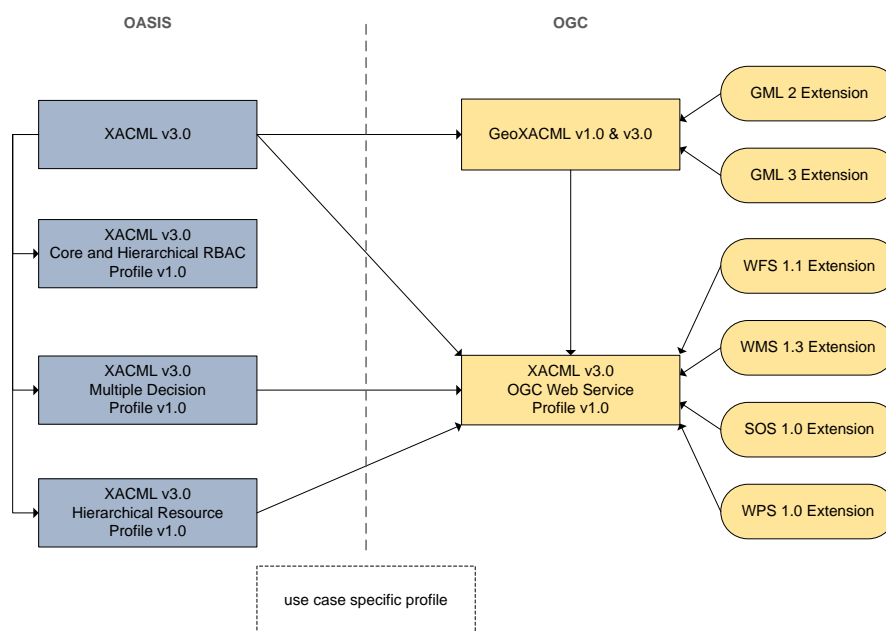 OASIS
OGC
XACML v3.0
XACML v3.0
Core and Hierarchical RBAC
Profile v1.0
XACML v3.0
Multiple Decision
Profile v1.0
XACML v3.0
Hierarchical Resource
Profile v1.0
GeoXACML v1.0 & v3.0
XACML v3.0
OGC Web Service
Profile v1.0
GML 2 Extension
GML 3 Extension
WFS 1.1 Extension
WMS 1.3 Extension
SOS 1.0 Extension
WPS 1.0 Extension
use case specific profile